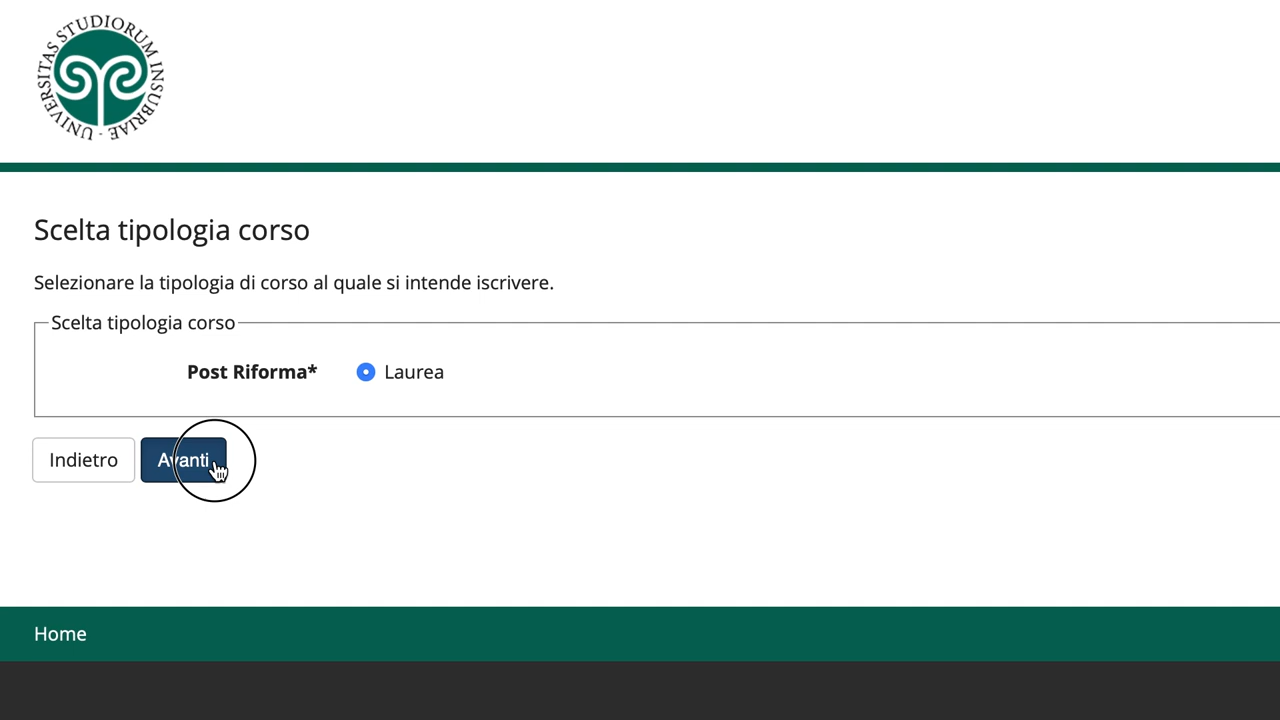 UNIVERSITAS STUDIORUM INSUBRIAE -
Scelta tipologia corso
Selezionare la tipologia di corso al quale si intende iscrivere.
Scelta tipologia corso
Post Riforma* Laurea
Indietro Avanti
Home